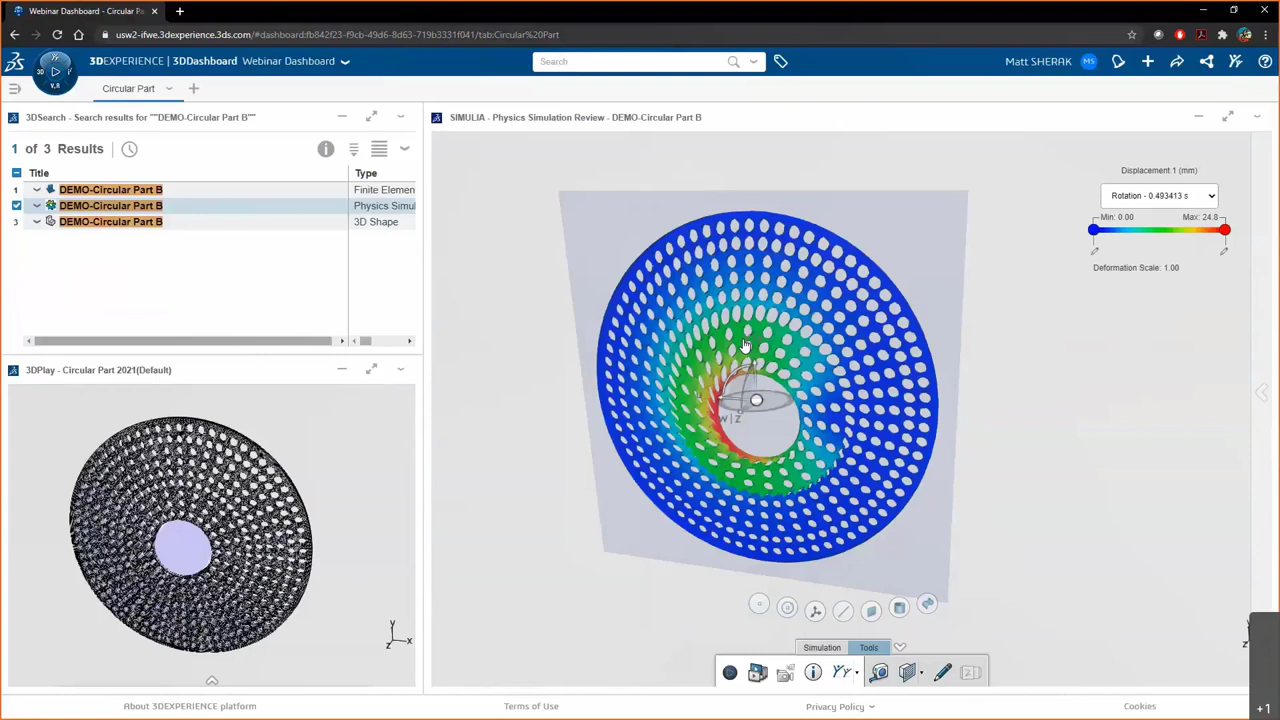 Webinar Dashboard - Circular Pa
usw2-ifwe.3dexperience.3ds.com/#dashboard:fb842f23-f9cb-49d6-8d63-719b3331f041/tab:Circular%20Part
3D
V.R
3DEXPERIENCE | 3DDashboard Webinar Dashboard
Search
Matt SHERAK
MS
Circular Part
3DSearch - Search results for ""DEMO-Circular Part B""
1 of 3 Results
Title Type
1 DEMO-Circular Part B Finite Elemen
DEMO-Circular Part B Physics Simul
3 DEMO-Circular Part B 3D Shape
3DPlay - Circular Part 2021(Default)
y
x
z
SIMULIA - Physics Simulation Review - DEMO-Circular Part B
Displacement.1 (mm)
Rotation - 0.493413 s
Min: 0.00 Max: 24.8
Deformation Scale: 1.00
w|z
Simulation Tools
z
About 3DEXPERIENCE platform Terms of Use Privacy Policy Cookies
+1